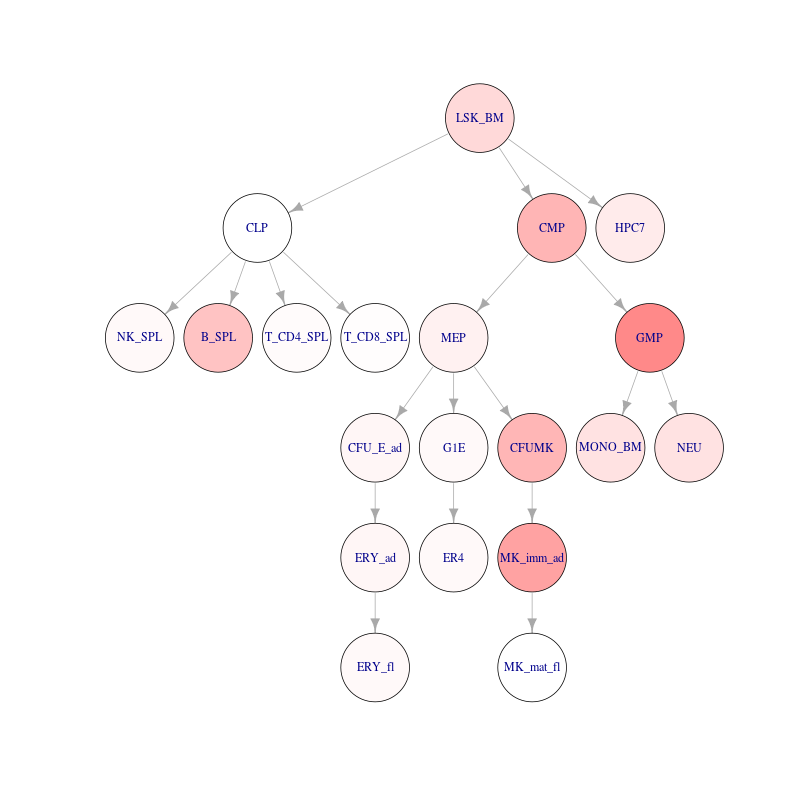 LSK_BM
CLP
CMP
HPC7
NK_SPL
B_SPL
T_CD4_SPL
T_CD8_SPL
MEP
GMP
CFU_E_ad
G1E
CFUMK
MONO_BM
NEU
ERY_ad
ER4
MK_imm_ad
ERY_fl
MK_mat_fl